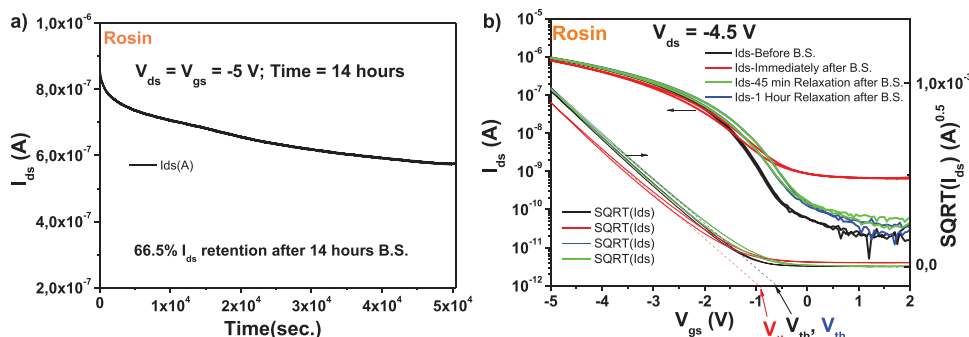 a)
Rosin
V_ds = V_gs = -5 V; Time = 14 hours
Ids(A)
66.5% I_ds retention after 14 hours B.S.
I_ds (A)
1,0x10⁻⁶
8,0x10⁻⁷
6,0x10⁻⁷
4,0x10⁻⁷
2,0x10⁻⁷
0 1x10⁴ 2x10⁴ 3x10⁴ 4x10⁴ 5x10⁴
Time(sec.)
b)
Rosin
V_ds = -4.5 V
Ids-Before B.S.
Ids-Immediately after B.S.
Ids-45 min Relaxation after B.S.
Ids-1 Hour Relaxation after B.S.
SQRT(Ids)
SQRT(Ids)
SQRT(Ids)
SQRT(Ids)
I_ds (A)
10⁻⁵
10⁻⁶
10⁻⁷
10⁻⁸
10⁻⁹
10⁻¹⁰
10⁻¹¹
10⁻¹²
-5 -4 -3 -2 -1 0 1 2
V_gs (V)
V V_th, V_th
1,0x10⁻³
0,0
SQRT(I_ds) (A)^0.5